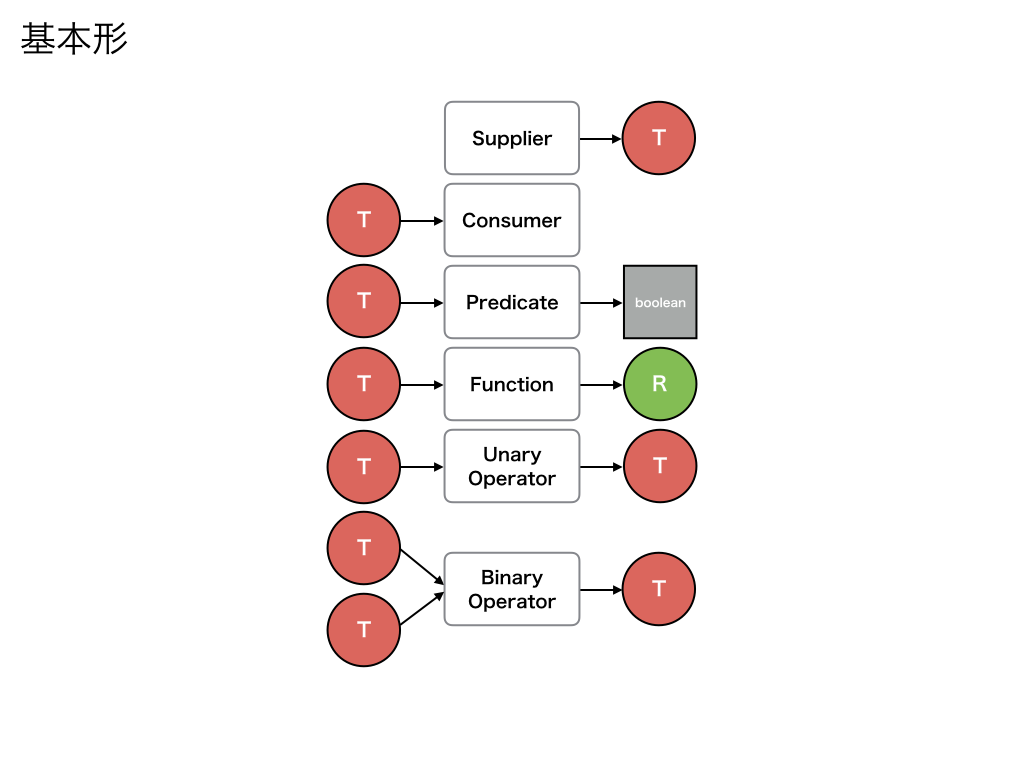 基本形
Supplier
T
T
Consumer
T
Predicate
boolean
T
Function
R
T
Unary
Operator
T
T
T
Binary
Operator
T